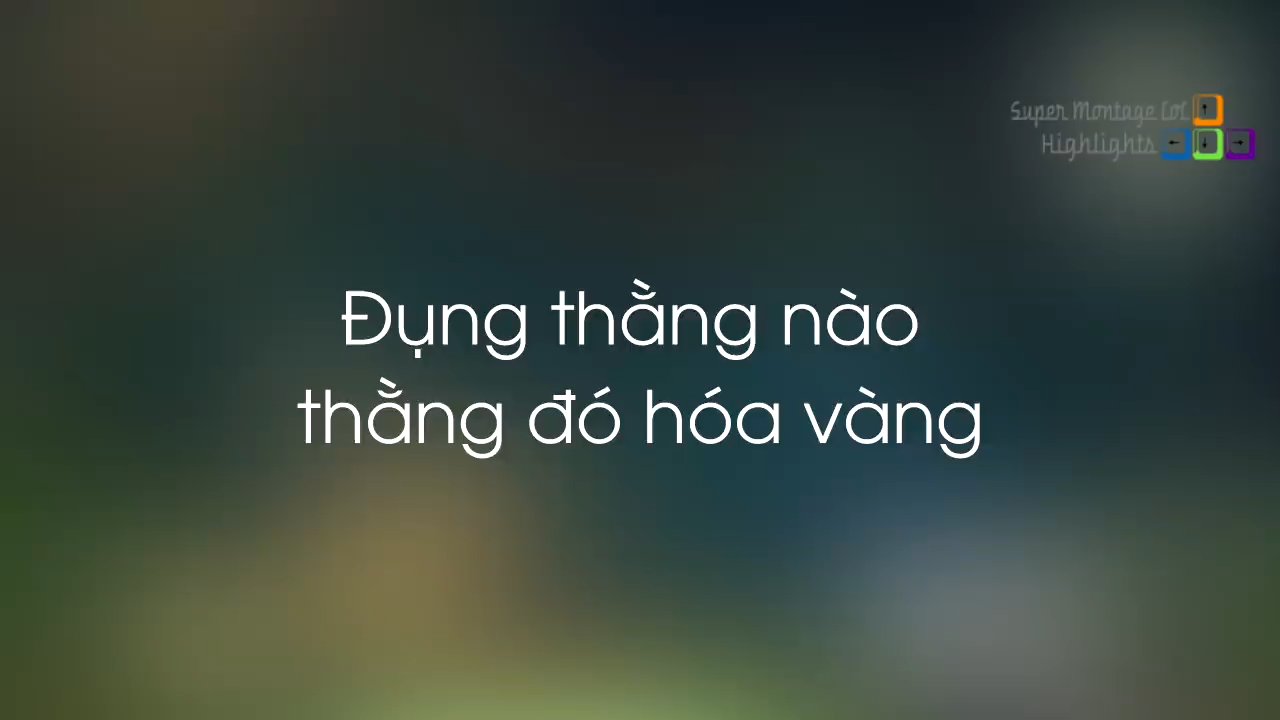 Super Montage LoL
Highlights
Đụng thằng nào
thằng đó hóa vàng